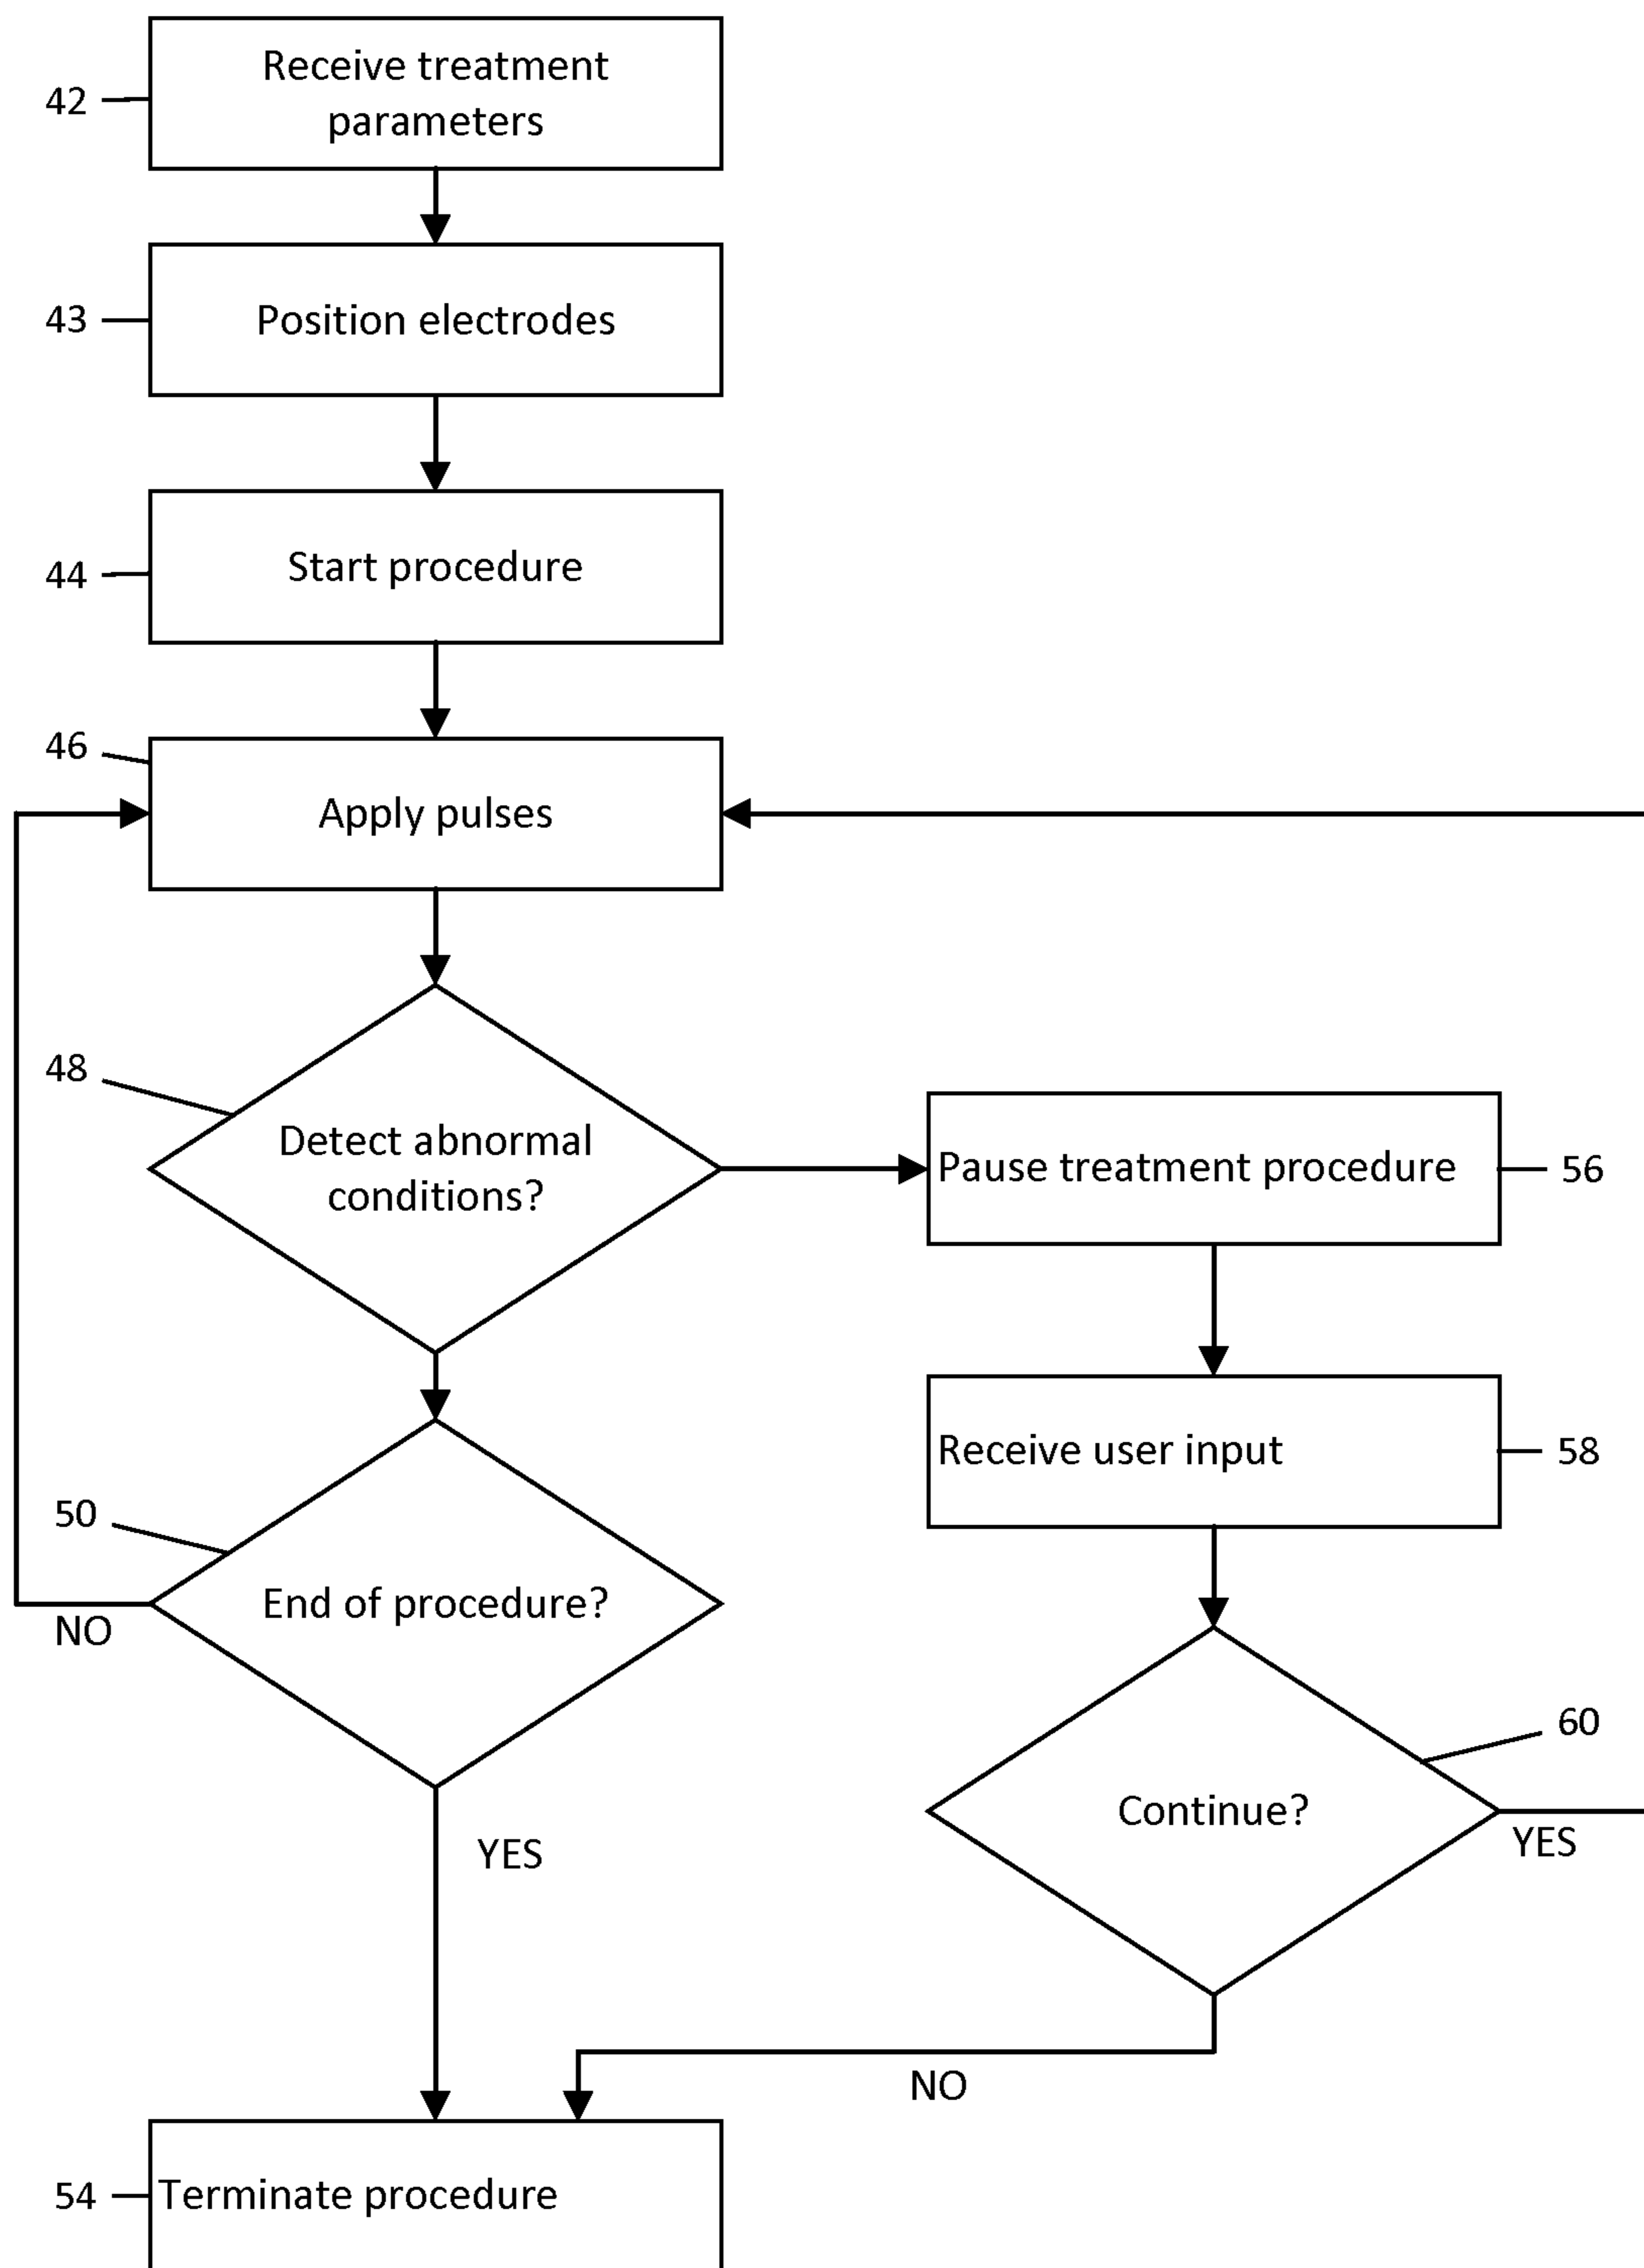 42
Receive treatment
parameters
43
Position electrodes
44
Start procedure
46
Apply pulses
48
Detect abnormal
conditions?
Pause treatment procedure
56
Receive user input
58
50
End of procedure?
NO
YES
60
Continue?
YES
NO
54
Terminate procedure